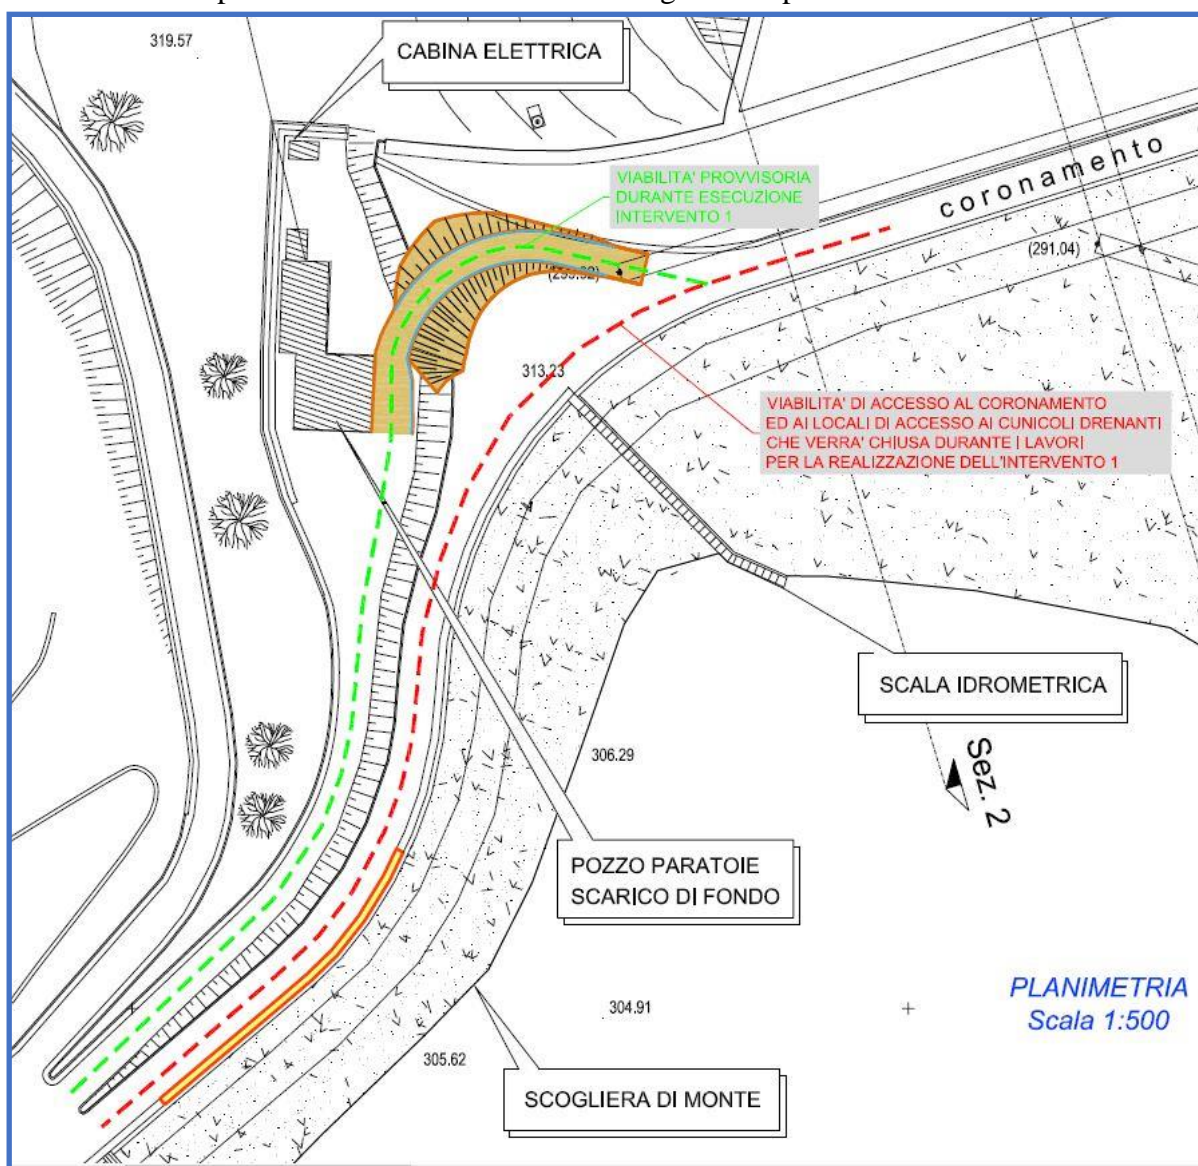 319.57
CABINA ELETTRICA
VIABILITA' PROVVISORIA
DURANTE ESECUZIONE
INTERVENTO 1
coronamento
(291.04)
313.23
VIABILITA' DI ACCESSO AL CORONAMENTO
ED AI LOCALI DI ACCESSO AI CUNICOLI DRENANTI
CHE VERRA' CHIUSA DURANTE I LAVORI
PER LA REALIZZAZIONE DELL'INTERVENTO 1
SCALA IDROMETRICA
306.29
Sez. 2
POZZO PARATOIE
SCARICO DI FONDO
PLANIMETRIA
Scala 1:500
304.91
305.62
SCOGLIERA DI MONTE